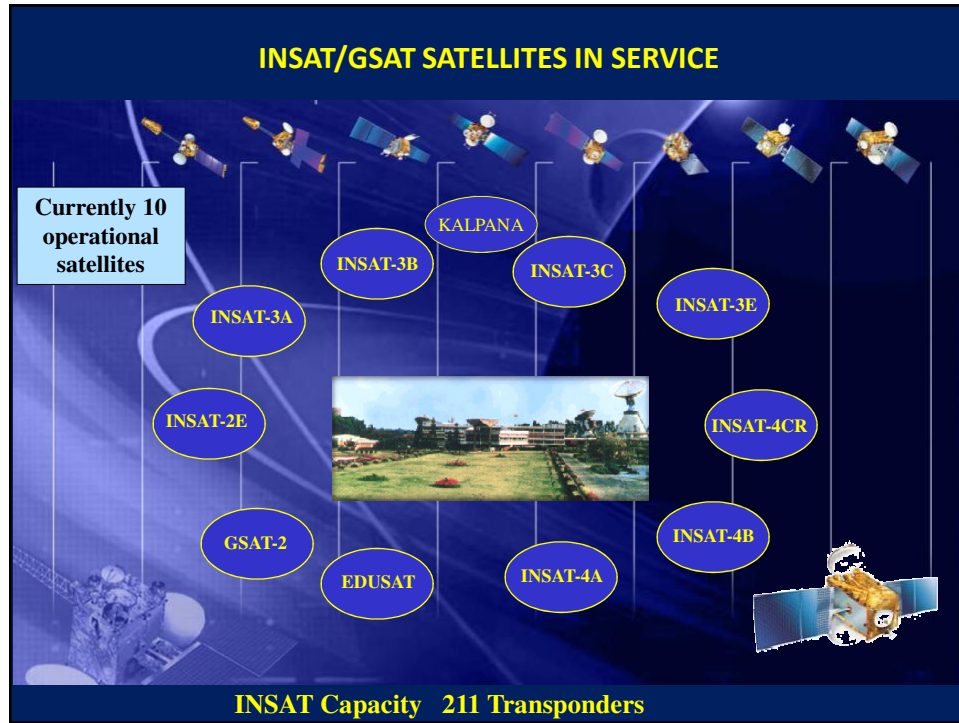 INSAT/GSAT SATELLITES IN SERVICE
Currently 10
operational
satellites
KALPANA
INSAT-3B
INSAT-3C
INSAT-3A
INSAT-3E
INSAT-2E
INSAT-4CR
GSAT-2
INSAT-4B
EDUSAT
INSAT-4A
INSAT Capacity 211 Transponders